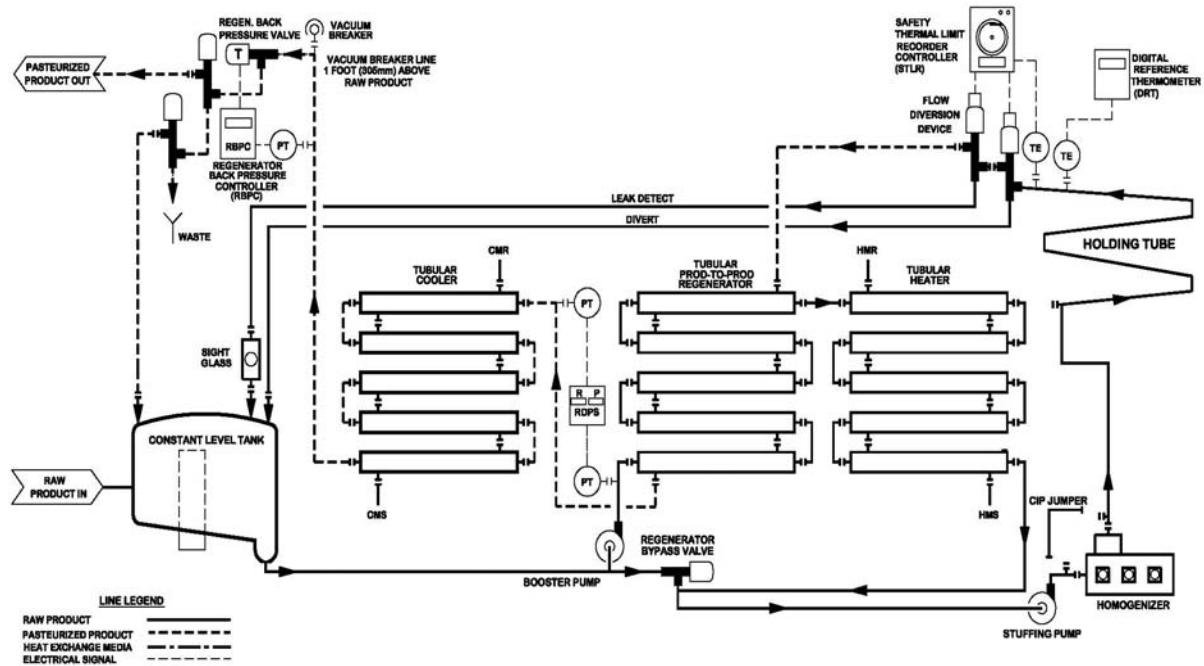 REGEN. BACK
PRESSURE VALVE
VACUUM
BREAKER
T
VACUUM BREAKER LINE
1 FOOT (305mm) ABOVE
RAW PRODUCT
PASTEURIZED
PRODUCT OUT
RBPC
PT
REGENERATOR
BACK PRESSURE
CONTROLLER
(RBPC)
WASTE
SAFETY
THERMAL LIMIT
RECORDER
CONTROLLER
(STLR)
DIGITAL
REFERENCE
THERMOMETER
(DRT)
FLOW
DIVERSION
DEVICE
TE
TE
LEAK DETECT
DIVERT
HOLDING TUBE
CMR
TUBULAR
COOLER
TUBULAR
PROD-TO-PROD
REGENERATOR
HMR
TUBULAR
HEATER
PT
SIGHT
GLASS
R P
RDPS
CONSTANT LEVEL TANK
PT
RAW
PRODUCT IN
CMS
HMS
CIP JUMPER
REGENERATOR
BYPASS VALVE
BOOSTER PUMP
HOMOGENIZER
STUFFING PUMP
LINE LEGEND
RAW PRODUCT
PASTEURIZED PRODUCT
HEAT EXCHANGE MEDIA
ELECTRICAL SIGNAL